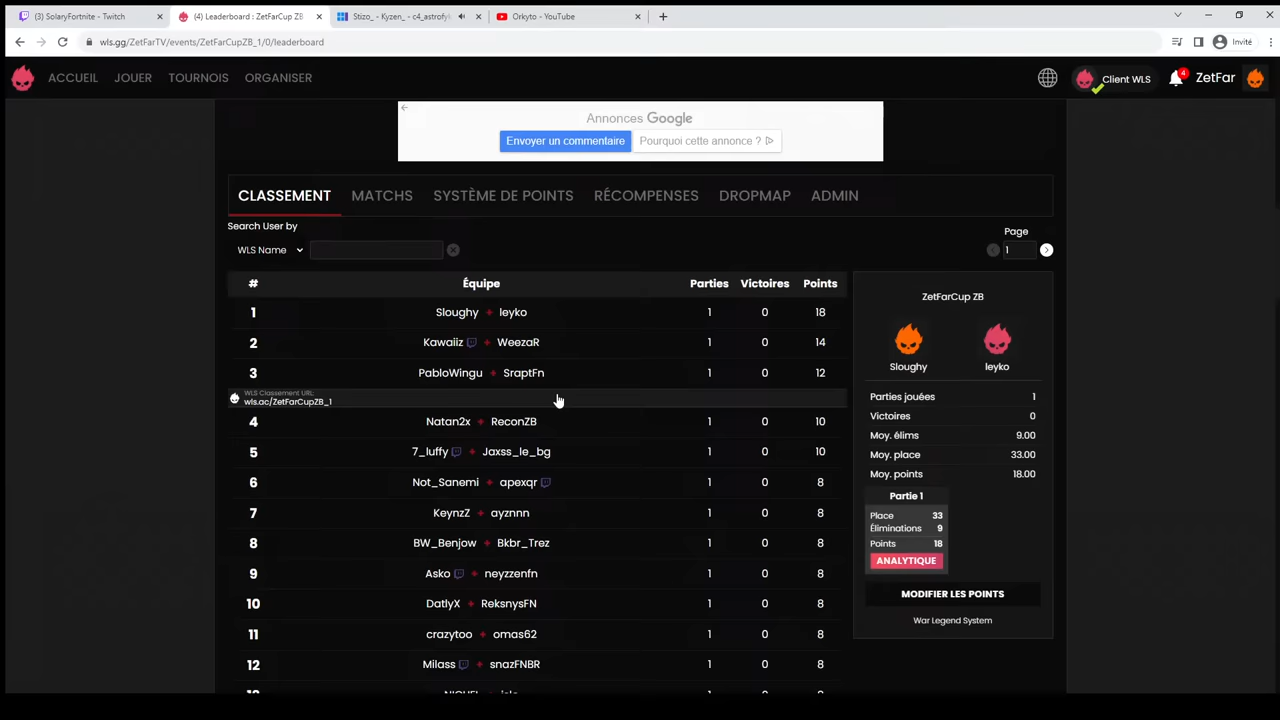 (3) SolaryFortnite - Twitch
(4) Leaderboard : ZetFarCup ZB
Stizo_ - Kyzen_ - c4_astrofy
Orkyto - YouTube
wls.gg/ZetFarTV/events/ZetFarCupZB_1/0/leaderboard
Invité
ACCUEIL JOUER TOURNOIS ORGANISER
Client WLS
4
ZetFar
Annonces Google
Envoyer un commentaire
Pourquoi cette annonce ?
CLASSEMENT MATCHS SYSTÈME DE POINTS RÉCOMPENSES DROPMAP ADMIN
Search User by
WLS Name
Page
1
# Équipe Parties Victoires Points
1 Sloughy leyko 1 0 18
2 Kawaiiz WeezaR 1 0 14
3 PabloWingu SraptFn 1 0 12
WLS Classement URL:
wls.ac/ZetFarCupZB_1
4 Natan2x ReconZB 1 0 10
5 7_luffy Jaxss_le_bg 1 0 10
6 Not_Sanemi apexqr 1 0 8
7 KeynzZ ayznnn 1 0 8
8 BW_Benjow Bkbr_Trez 1 0 8
9 Asko neyzzenfn 1 0 8
10 DatlyX ReksnysFN 1 0 8
11 crazytoo omas62 1 0 8
12 Milass snazFNBR 1 0 8
ZetFarCup ZB
Sloughy leyko
Parties jouées 1
Victoires 0
Moy. élims 9.00
Moy. place 33.00
Moy. points 18.00
Partie 1
Place 33
Éliminations 9
Points 18
ANALYTIQUE
MODIFIER LES POINTS
War Legend System